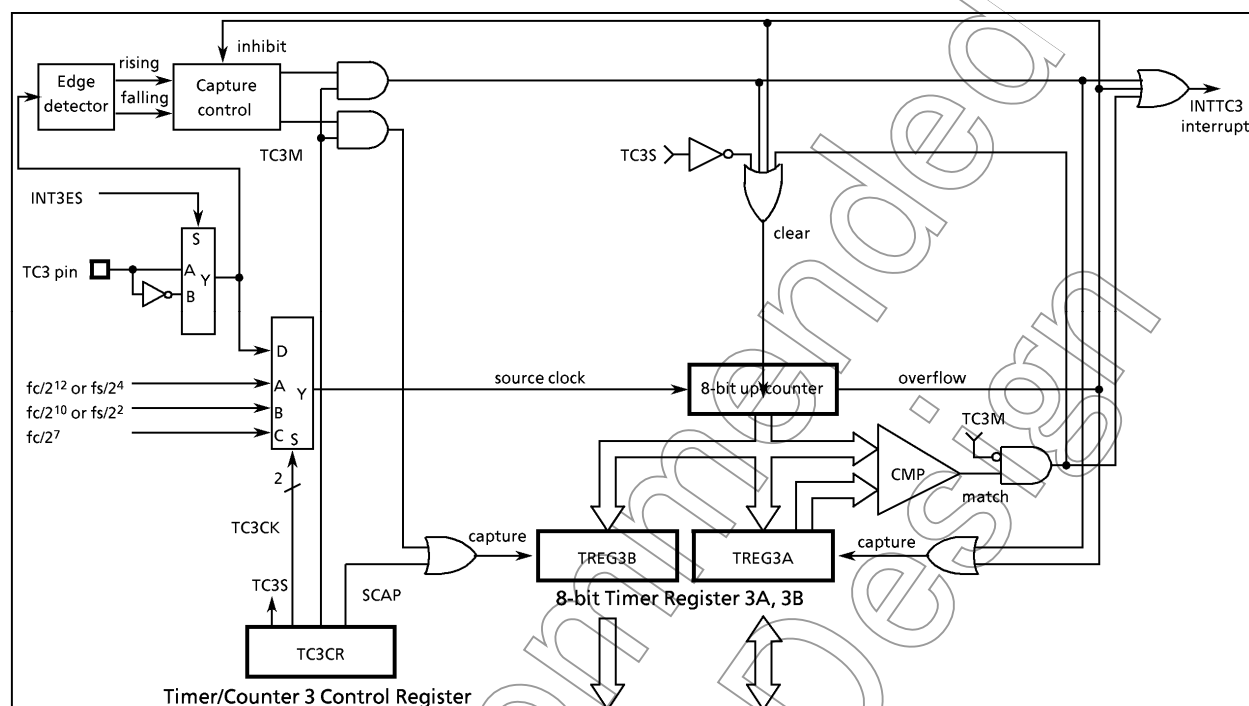 inhibit
rising
Edge
detector
falling
Capture
control
INTTC3
interrupt
TC3M
TC3S
INT3ES
S
clear
TC3 pin
A
Y
B
D
fc/2¹² or fs/2⁴
A
Y
source clock
8-bit up counter
overflow
fc/2¹⁰ or fs/2²
B
fc/2⁷
C
S
TC3M
2
CMP
match
TC3CK
capture
TREG3B
TREG3A
capture
TC3S
SCAP
8-bit Timer Register 3A, 3B
TC3CR
Timer/Counter 3 Control Register
ommended
Design